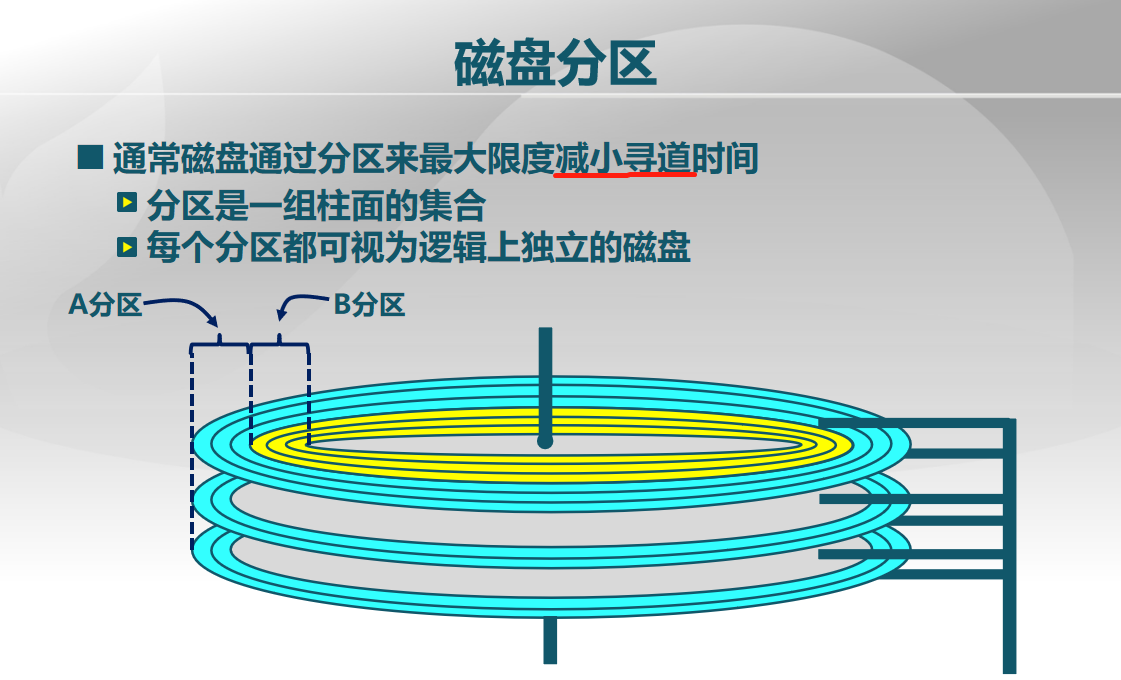 磁盘分区
通常磁盘通过分区来最大限度减小寻道时间
分区是一组柱面的集合
每个分区都可视为逻辑上独立的磁盘
A分区
B分区